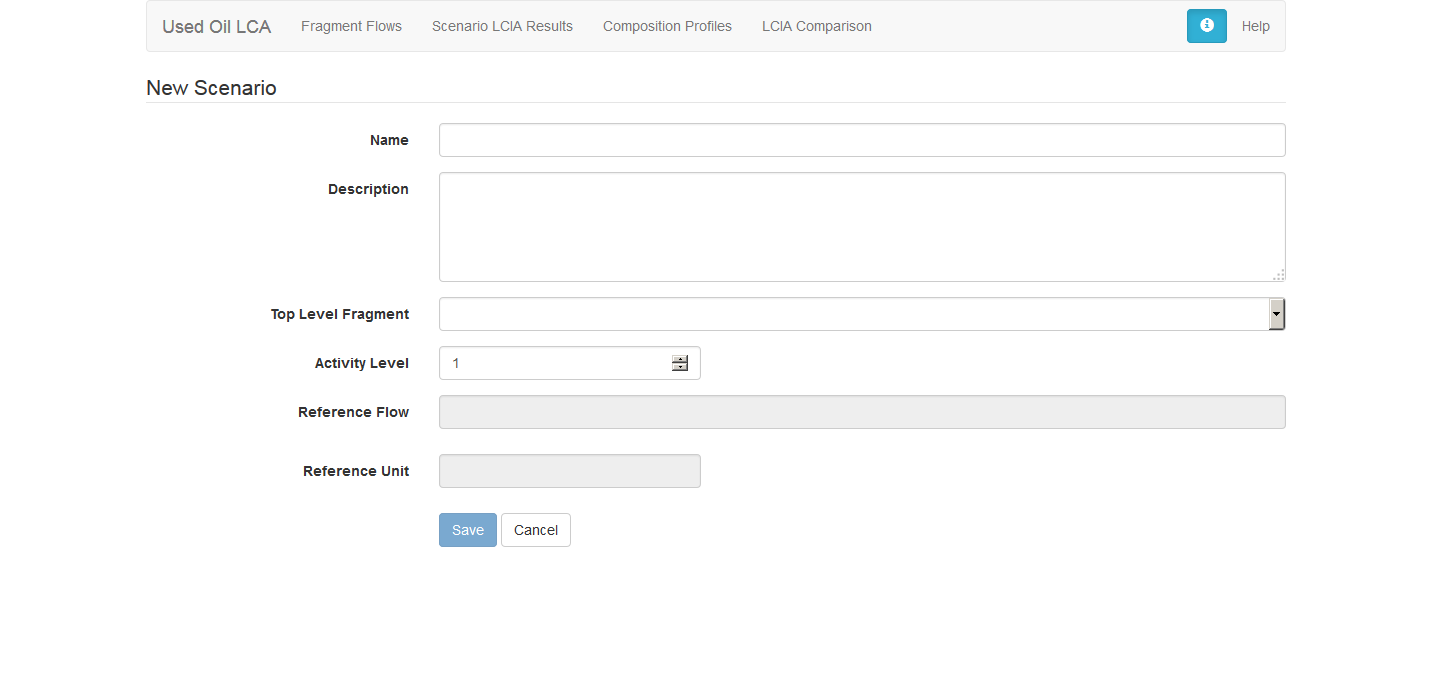 Used Oil LCA Fragment Flows Scenario LCIA Results Composition Profiles LCIA Comparison Help
New Scenario
Name
Description
Top Level Fragment
Activity Level 1
Reference Flow
Reference Unit
Save Cancel